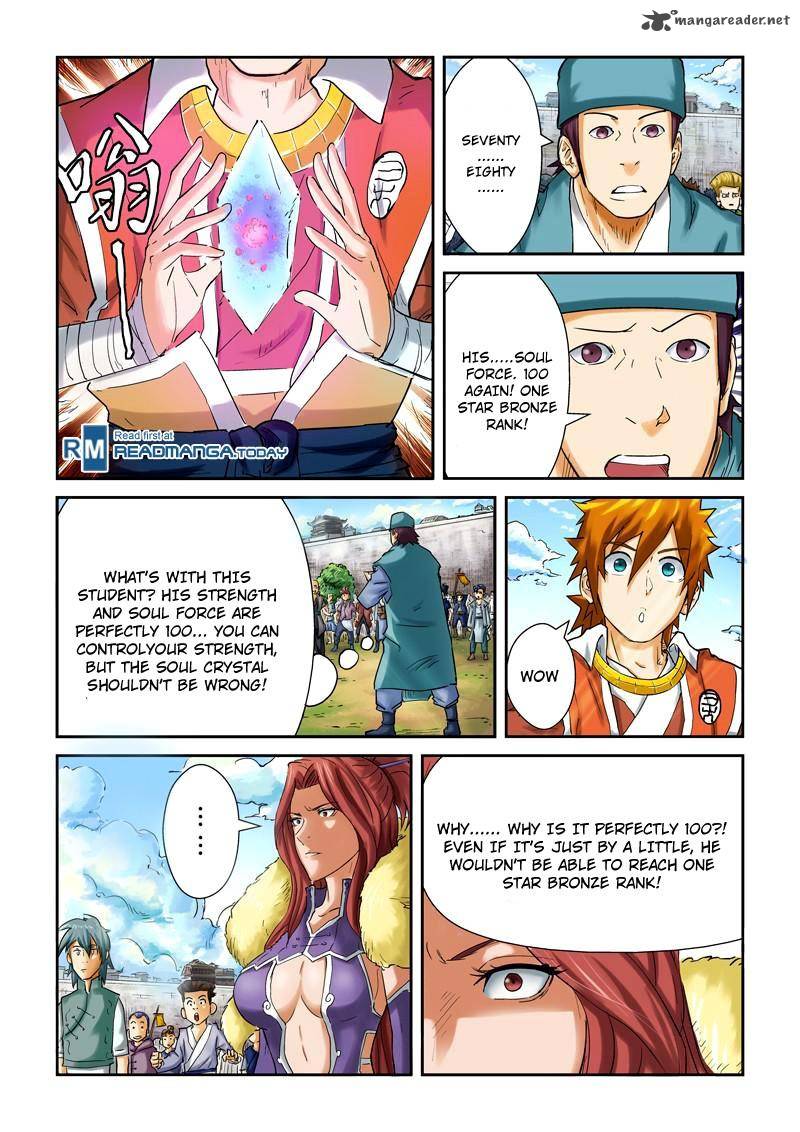 mangareader.net
嗡
SEVENTY
......
EIGHTY
......
HIS.....SOUL
FORCE. 100
AGAIN! ONE
STAR BRONZE
RANK!
RM
Read first at
READMANGA.TODAY
WHAT'S WITH THIS
STUDENT? HIS STRENGTH
AND SOUL FORCE ARE
PERFECTLY 100... YOU CAN
CONTROLYOUR STRENGTH,
BUT THE SOUL CRYSTAL
SHOULDN'T BE WRONG!
WOW
......
WHY...... WHY IS IT PERFECTLY 100?!
EVEN IF IT'S JUST BY A LITTLE, HE
WOULDN'T BE ABLE TO REACH ONE
STAR BRONZE RANK!